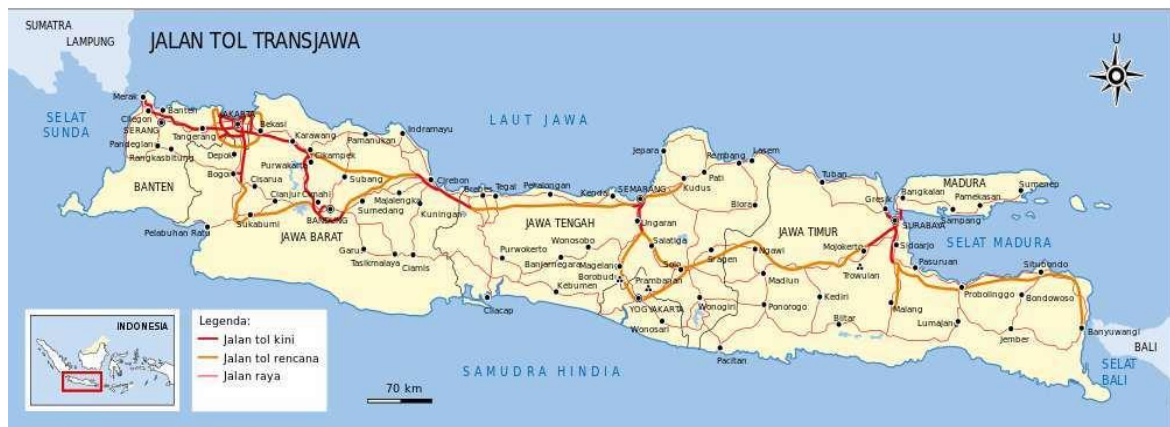 SUMATRA
LAMPUNG
JALAN TOL TRANSJAWA
U
SELAT
SUNDA
LAUT JAWA
Merak
Cilegon
Banten
SERANG
Tangerang
JAKARTA
Bekasi
Karawang
Pamanukan
Indramayu
Pandeglan
Rangkasbitung
Depok
Purwakarta
Cikampek
Bogor
Cisarua
Subang
Cirebon
BANTEN
Cianjur
Cimahi
Majalengka
Sumedang
Kuningan
BANDUNG
Sukabumi
Pelabuhan Ratu
JAWA BARAT
Garut
Tasikmalaya
Ciamis
Brebes
Tegal
Pekalongan
Kendal
SEMARANG
Jepara
Kudus
Pati
Rembang
Lasem
Blora
Tuban
JAWA TENGAH
Ungaran
Salatiga
Purwokerto
Wonosobo
Banjarnegara
Magelang
Borobudur
Kebumen
Cilacap
Prambanan
Solo
Sragen
YOGYAKARTA
Wonosari
Wonogiri
Pacitan
JAWA TIMUR
Ngawi
Madiun
Ponorogo
Kediri
Blitar
Mojokerto
Trowulan
Gresik
SURABAYA
Sidoarjo
Bangkalan
MADURA
Pamekasan
Sampang
Sumenep
SELAT MADURA
Pasuruan
Malang
Probolinggo
Lumajang
Situbondo
Bondowoso
Jember
Banyuwangi
BALI
SELAT
BALI
SAMUDRA HINDIA
70 km
INDONESIA
Legenda:
Jalan tol kini
Jalan tol rencana
Jalan raya